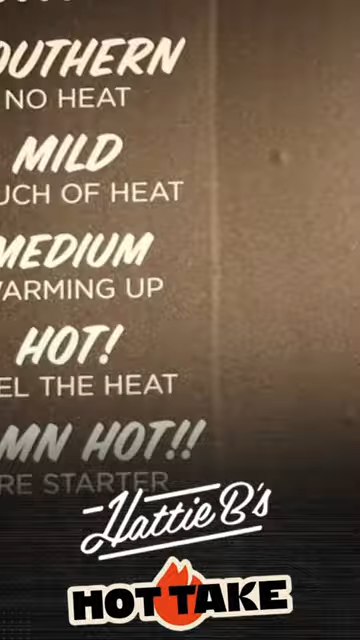 OUTHERN
NO HEAT
MILD
UCH OF HEAT
MEDIUM
WARMING UP
HOT!
EL THE HEAT
MN HOT!!
RE STARTER
Hattie B's
HOT TAKE